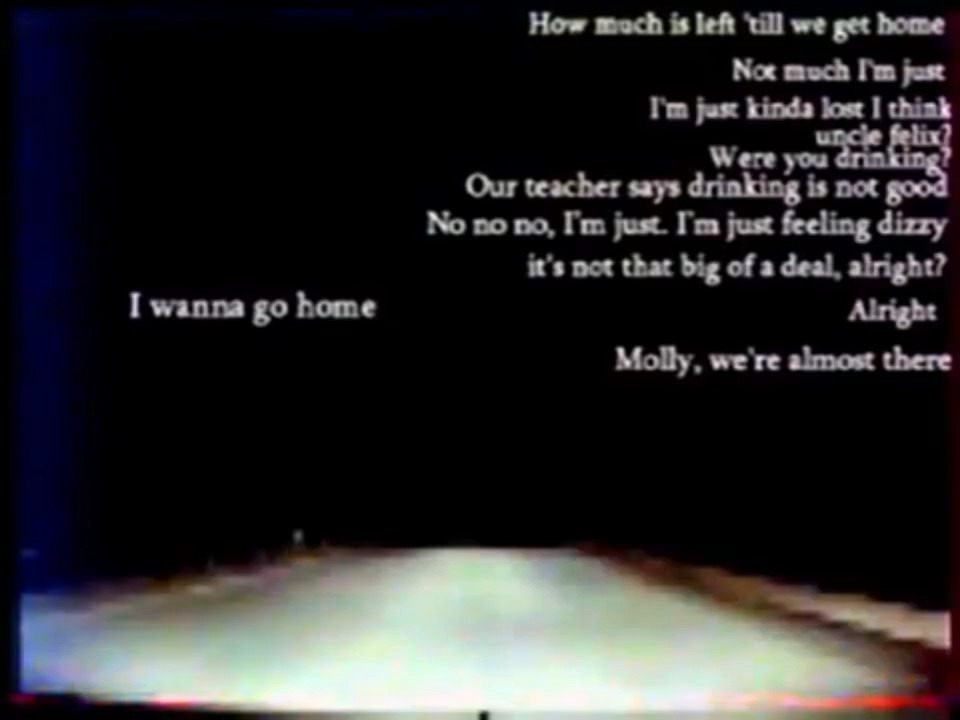 How much is left 'till we get home
Not much I'm just
I'm just kinda lost I think
uncle felix?
Were you drinking?
Our teacher says drinking is not good
No no no, I'm just. I'm just feeling dizzy
it's not that big of a deal, alright?
I wanna go home
Alright
Molly, we're almost there